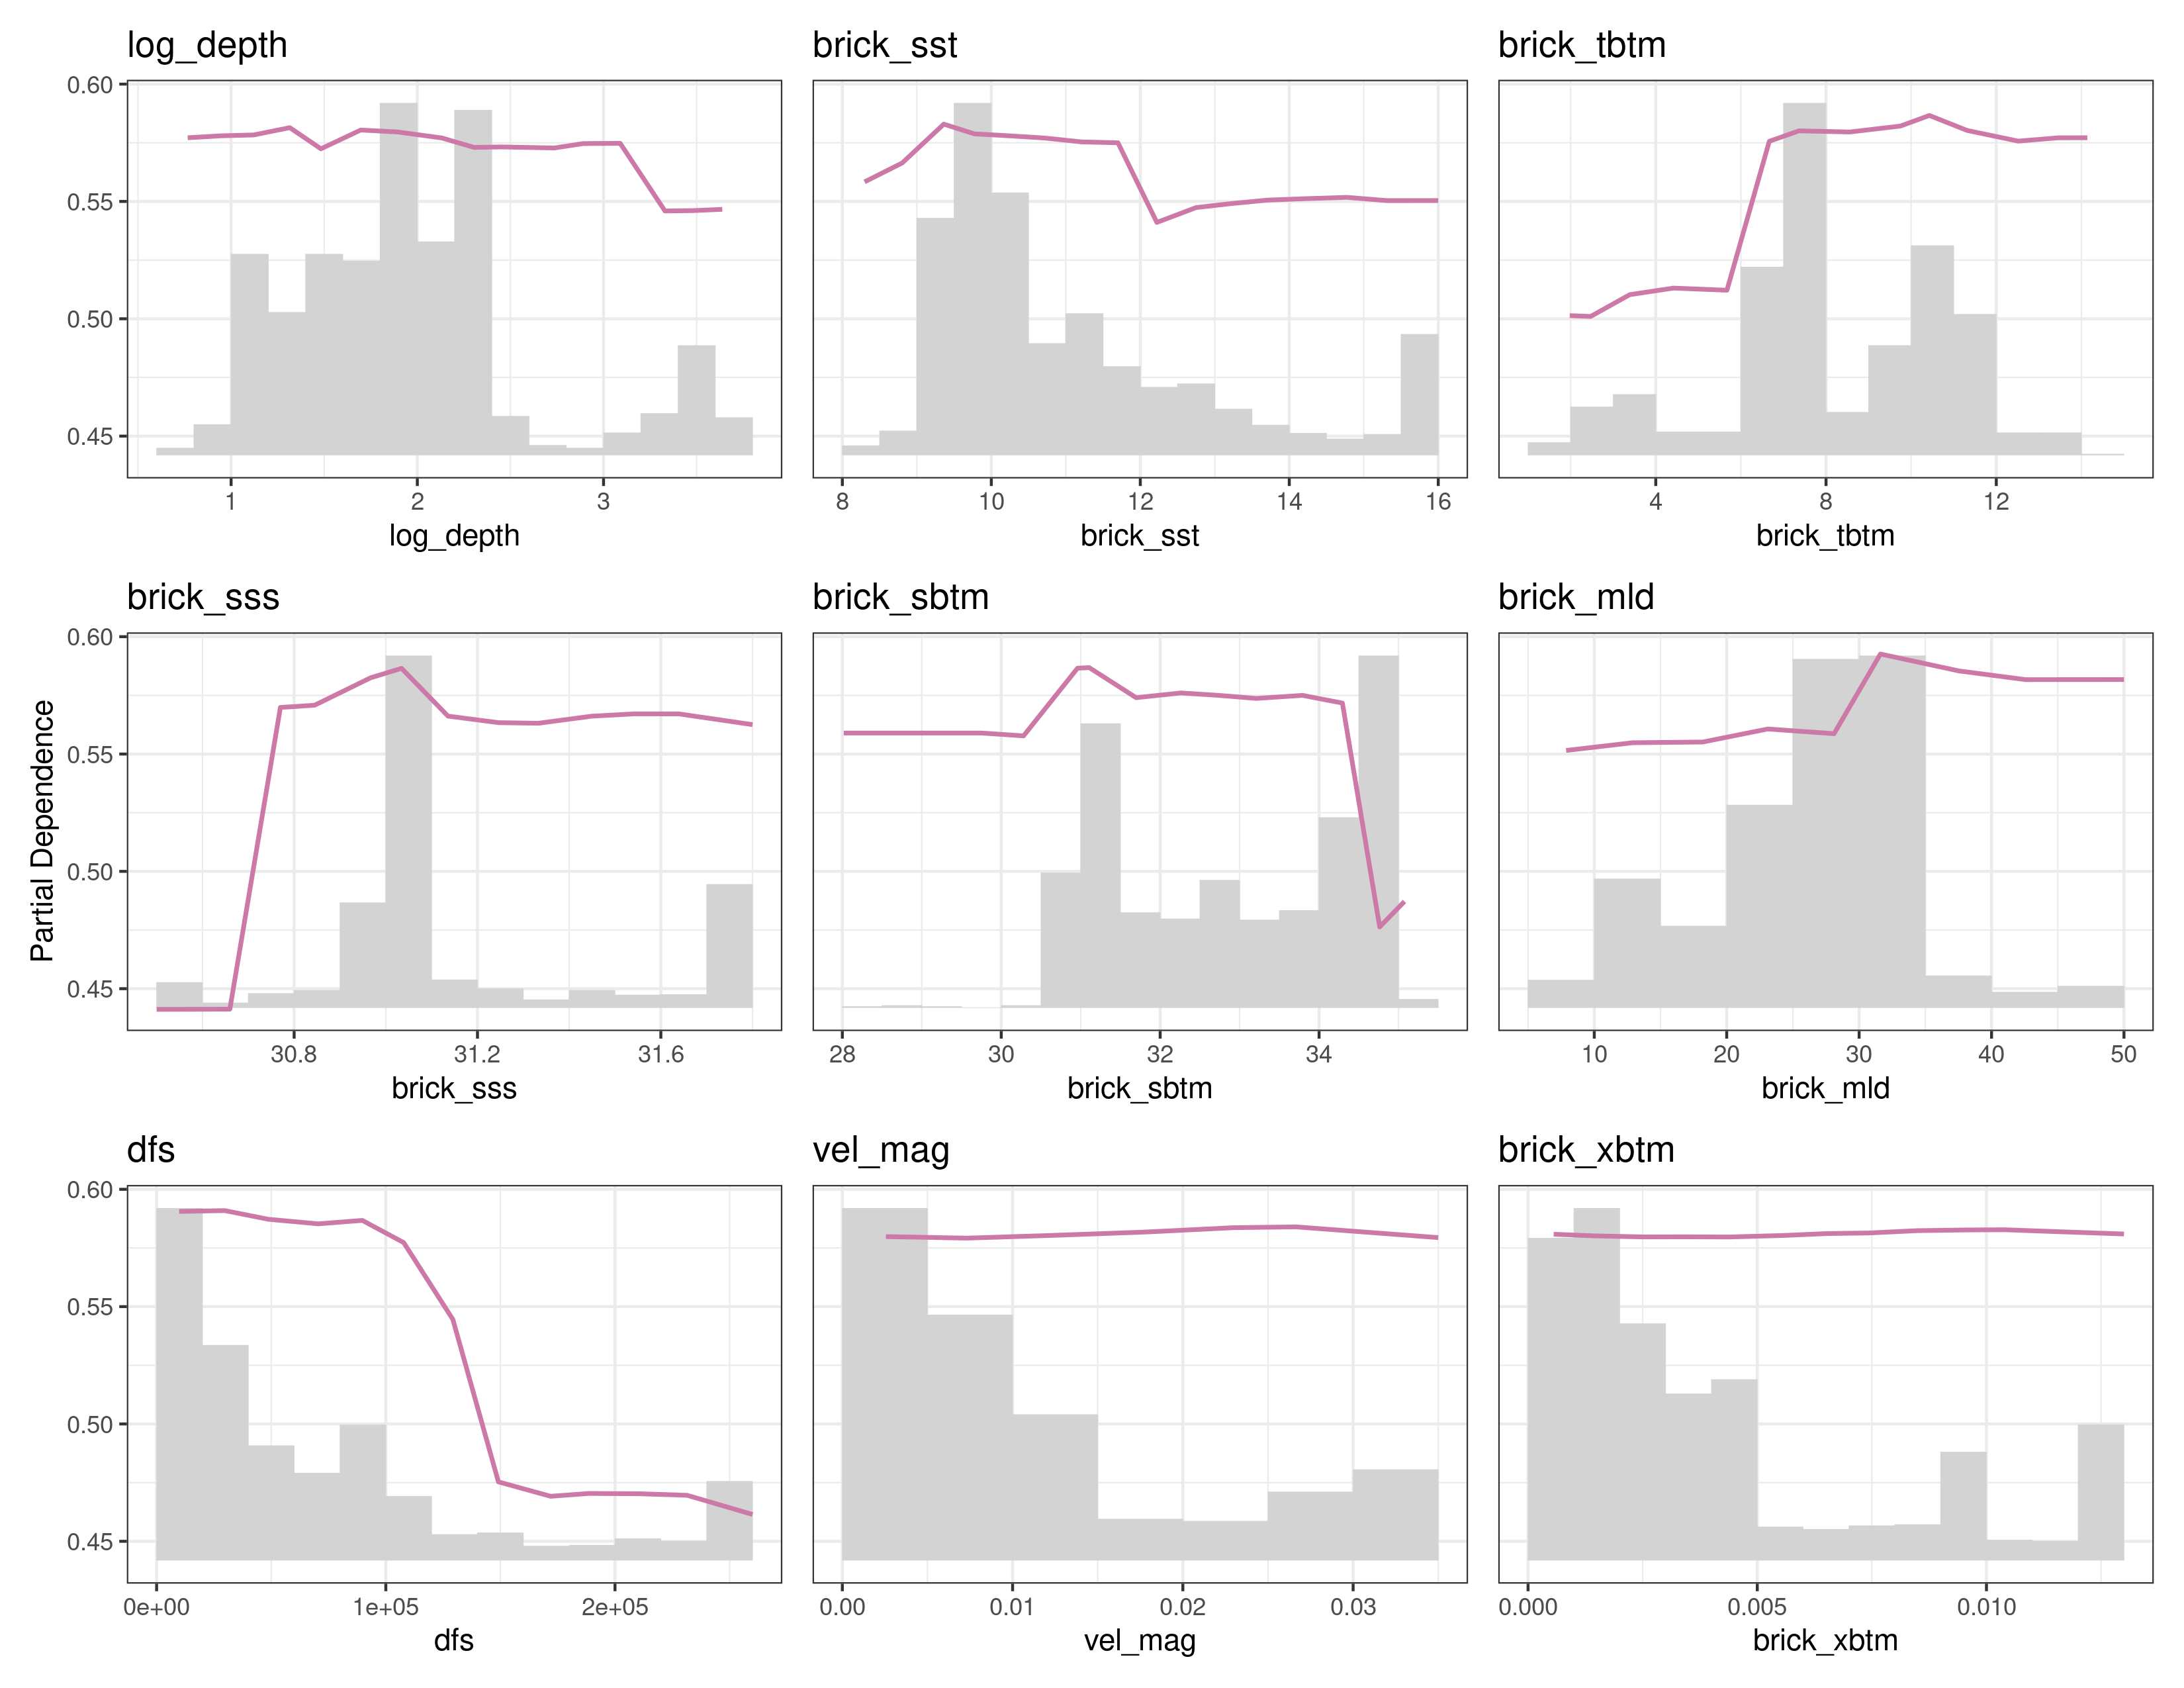 log_depth
brick_sst
brick_tbtm
0.60
0.55
0.50
0.45
1 2 3
8 10 12 14 16
4 8 12
log_depth
brick_sst
brick_tbtm
brick_sss
brick_sbtm
brick_mld
Partial Dependence
0.60
0.55
0.50
0.45
30.8 31.2 31.6
28 30 32 34
10 20 30 40 50
brick_sss
brick_sbtm
brick_mld
dfs
vel_mag
brick_xbtm
0.60
0.55
0.50
0.45
0e+00 1e+05 2e+05
0.00 0.01 0.02 0.03
0.000 0.005 0.010
dfs
vel_mag
brick_xbtm